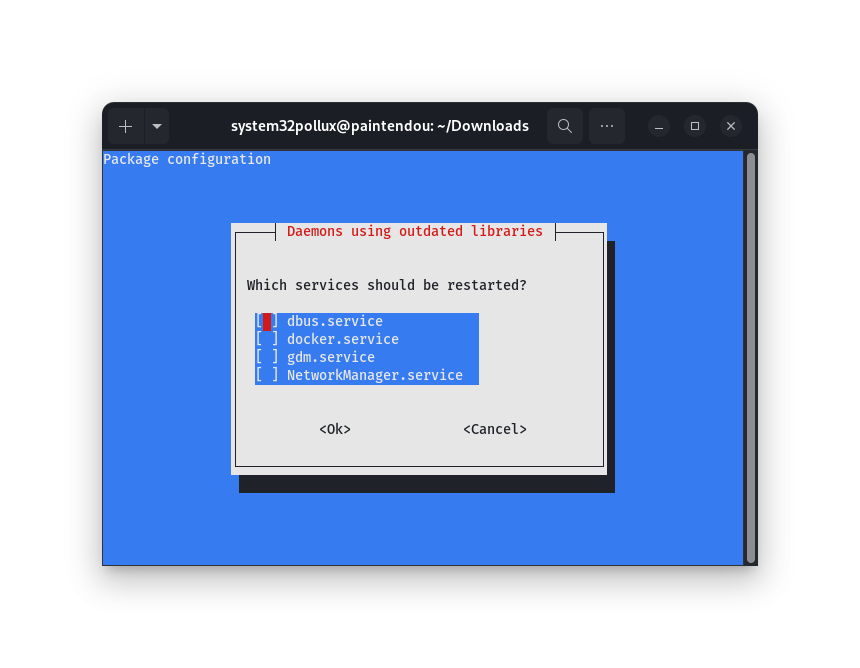 system32pollux@paintendou: ~/Downloads
Package configuration
Daemons using outdated libraries
Which services should be restarted?
[ ] dbus.service
[ ] docker.service
[ ] gdm.service
[ ] NetworkManager.service
<Ok> <Cancel>